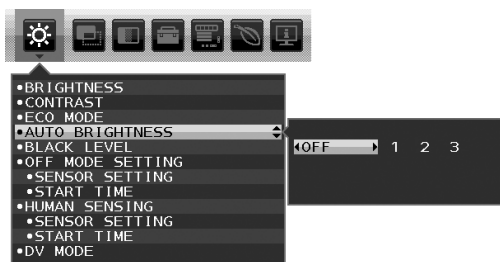 •BRIGHTNESS
•CONTRAST
•ECO MODE
•AUTO BRIGHTNESS
OFF 1 2 3
•BLACK LEVEL
•OFF MODE SETTING
•SENSOR SETTING
•START TIME
•HUMAN SENSING
•SENSOR SETTING
•START TIME
•DV MODE